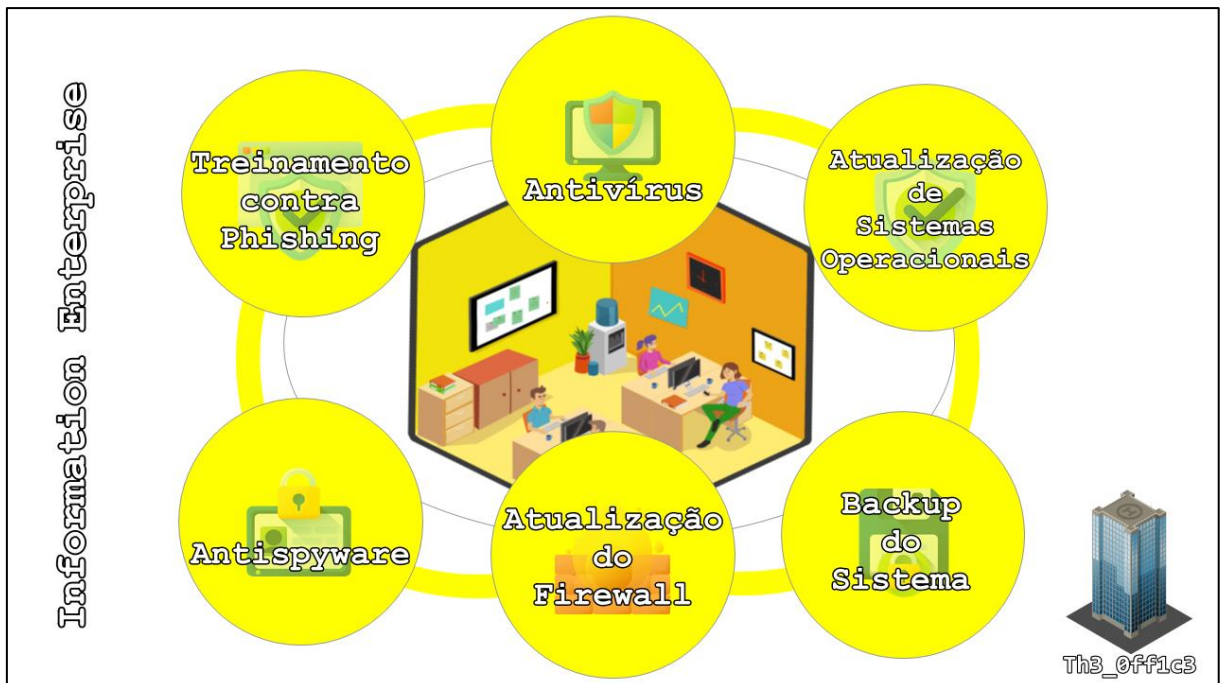 Information Enterprise
Treinamento
contra
Phishing
Antivírus
Atualização
de
Sistemas
Operacionais
Antispyware
Atualização
do
Firewall
Backup
do
Sistema
Th3_0ff1c3